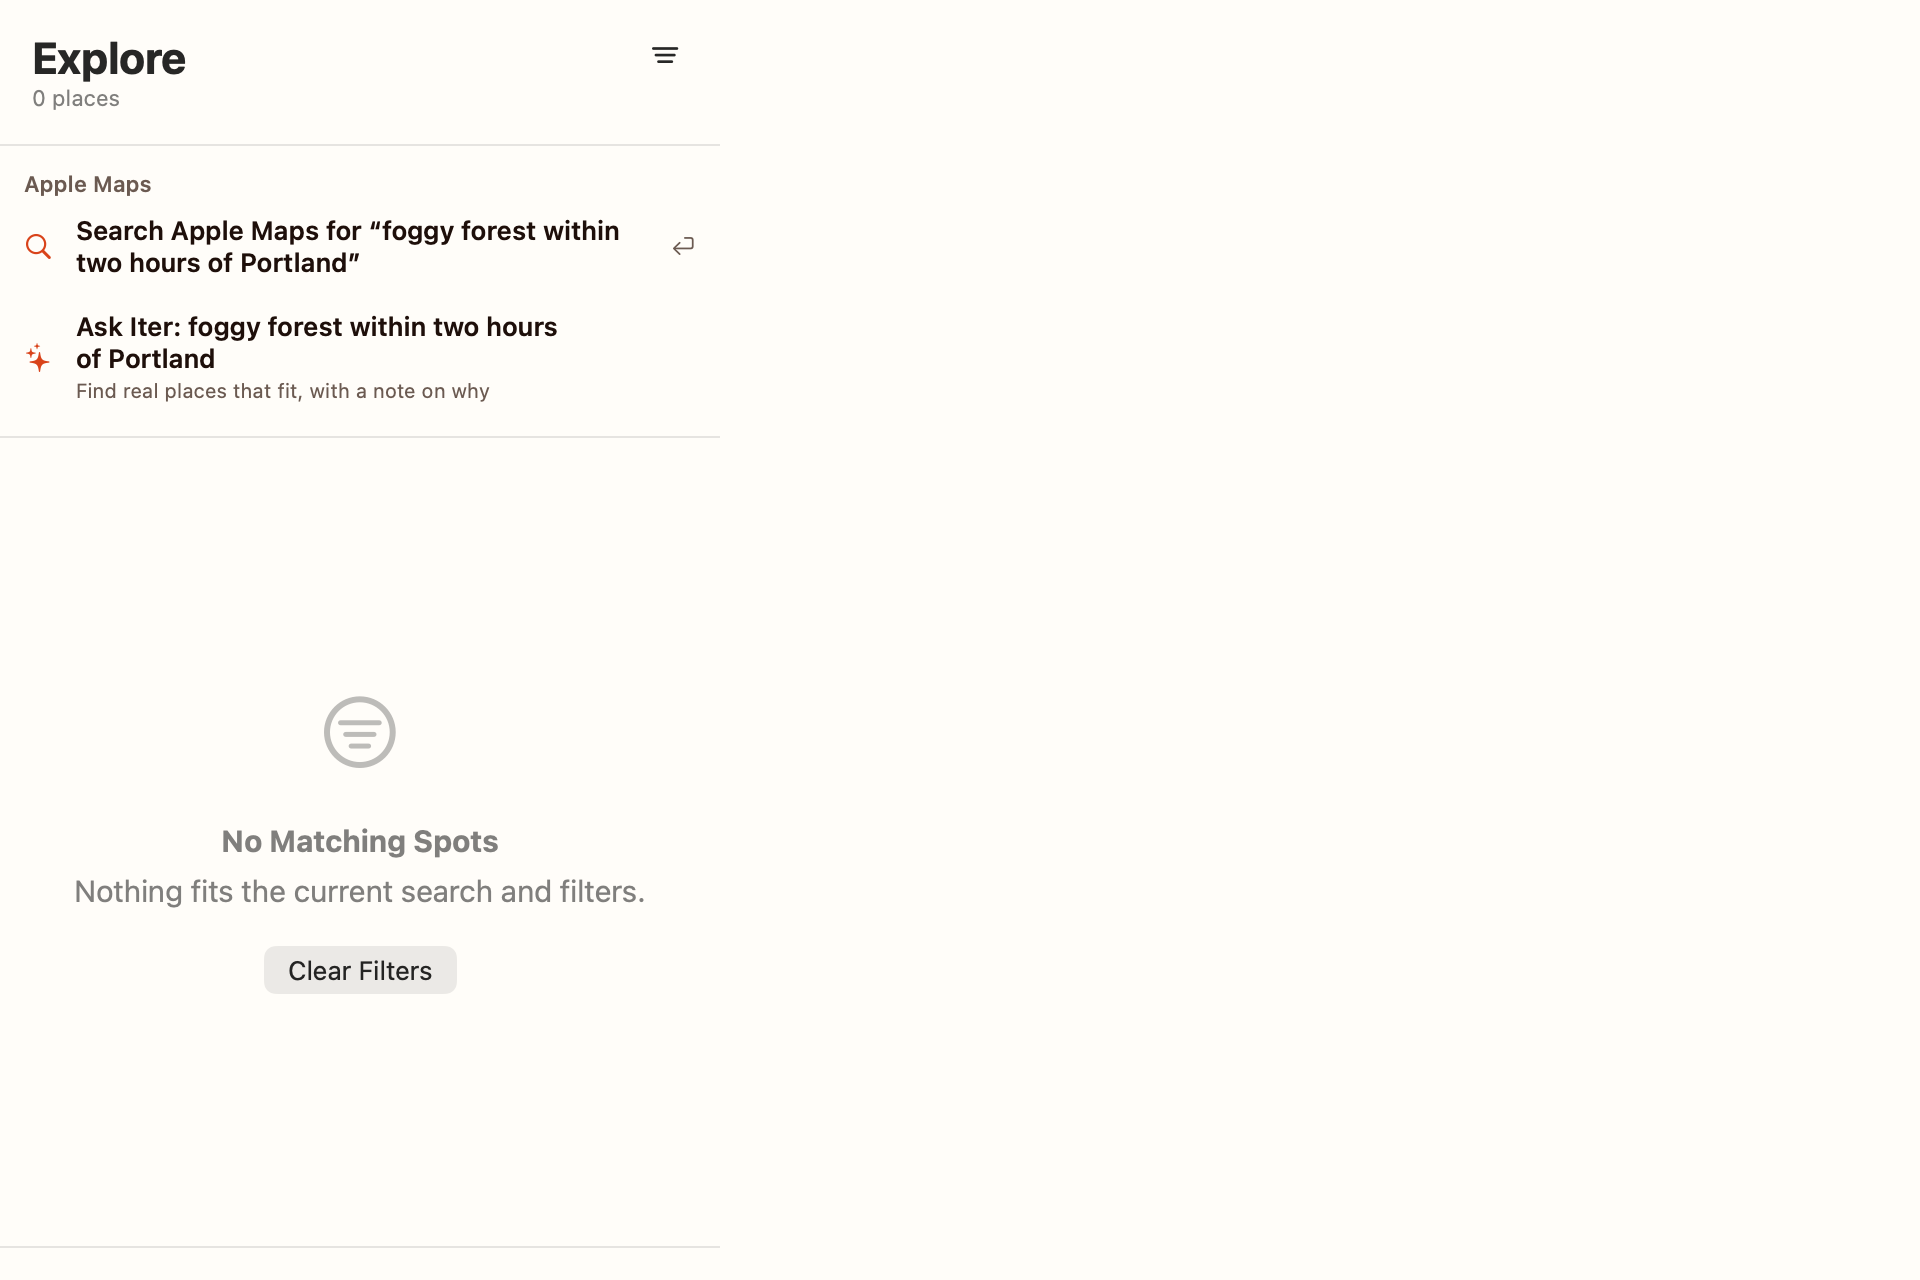 Explore
0 places
Apple Maps
Search Apple Maps for “foggy forest within
two hours of Portland”
Ask Iter: foggy forest within two hours
of Portland
Find real places that fit, with a note on why
No Matching Spots
Nothing fits the current search and filters.
Clear Filters